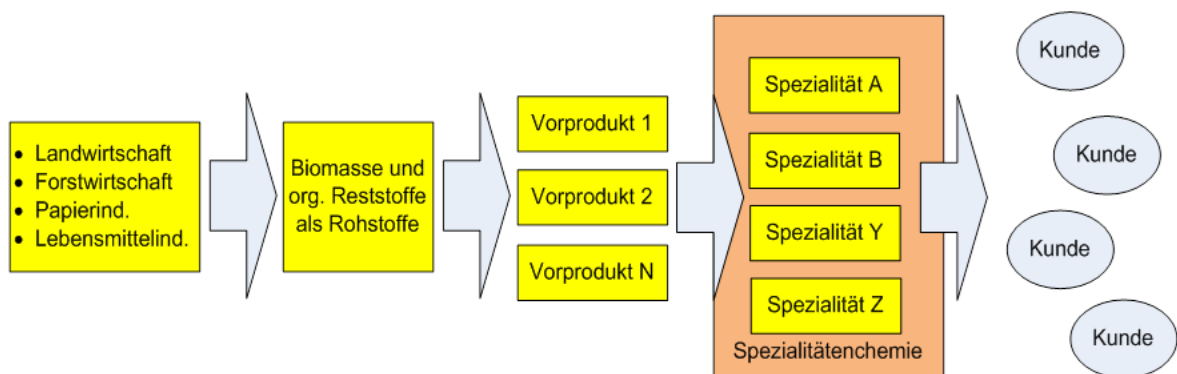 • Landwirtschaft
• Forstwirtschaft
• Papierind.
• Lebensmittelind.
Biomasse und
org. Reststoffe
als Rohstoffe
Vorprodukt 1
Vorprodukt 2
Vorprodukt N
Spezialität A
Spezialität B
Spezialität Y
Spezialität Z
Spezialitätenchemie
Kunde
Kunde
Kunde
Kunde